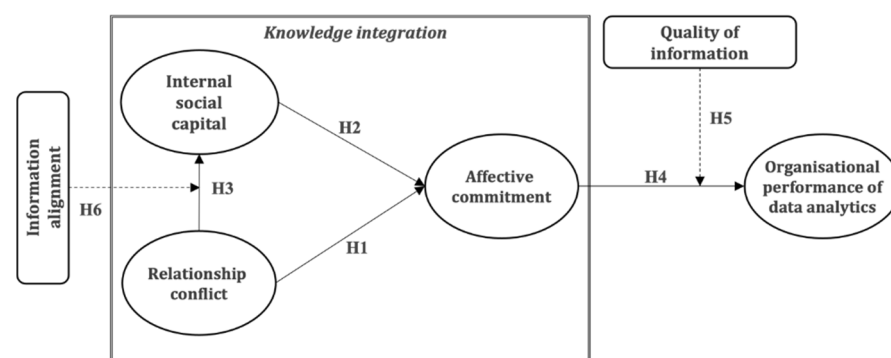 Knowledge integration
Quality of
information
Internal
social
capital
H2
H5
Information
alignment
H6
H3
Affective
commitment
H4
Organisational
performance of
data analytics
H1
Relationship
conflict